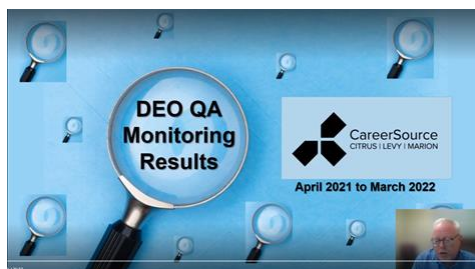 DEO QA
Monitoring
Results
CareerSource
CITRUS | LEVY | MARION
April 2021 to March 2022